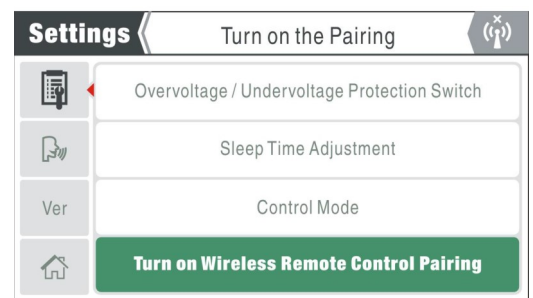 Settings
Turn on the Pairing
Overvoltage / Undervoltage Protection Switch
Sleep Time Adjustment
Ver
Control Mode
Turn on Wireless Remote Control Pairing